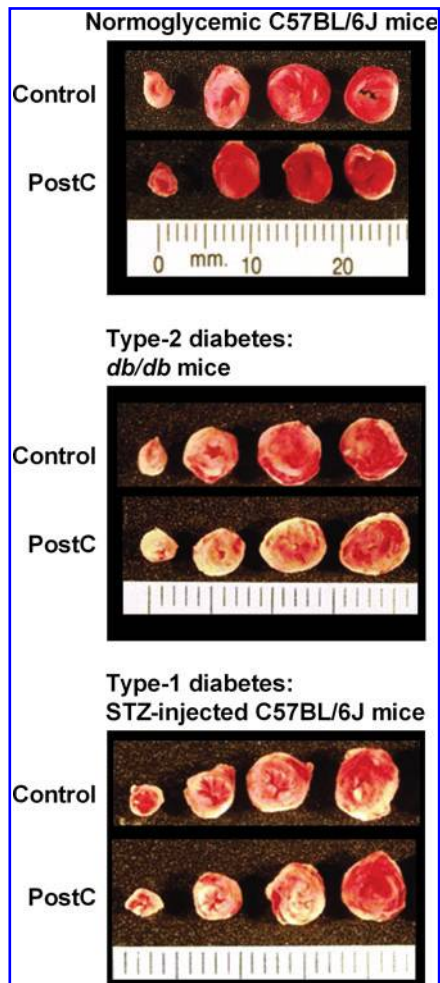 Normoglycemic C57BL/6J mice
Control
PostC
0 mm. 10 20
Type-2 diabetes:
db/db mice
Control
PostC
Type-1 diabetes:
STZ-injected C57BL/6J mice
Control
PostC